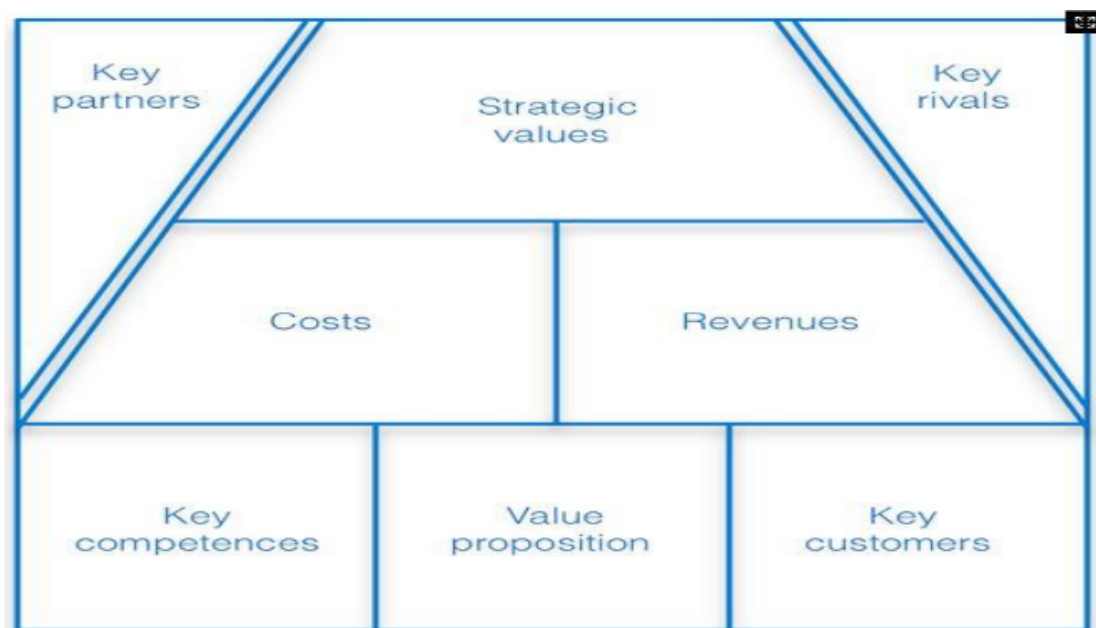 Key
partners
Strategic
values
Key
rivals
Costs
Revenues
Key
competences
Value
proposition
Key
customers